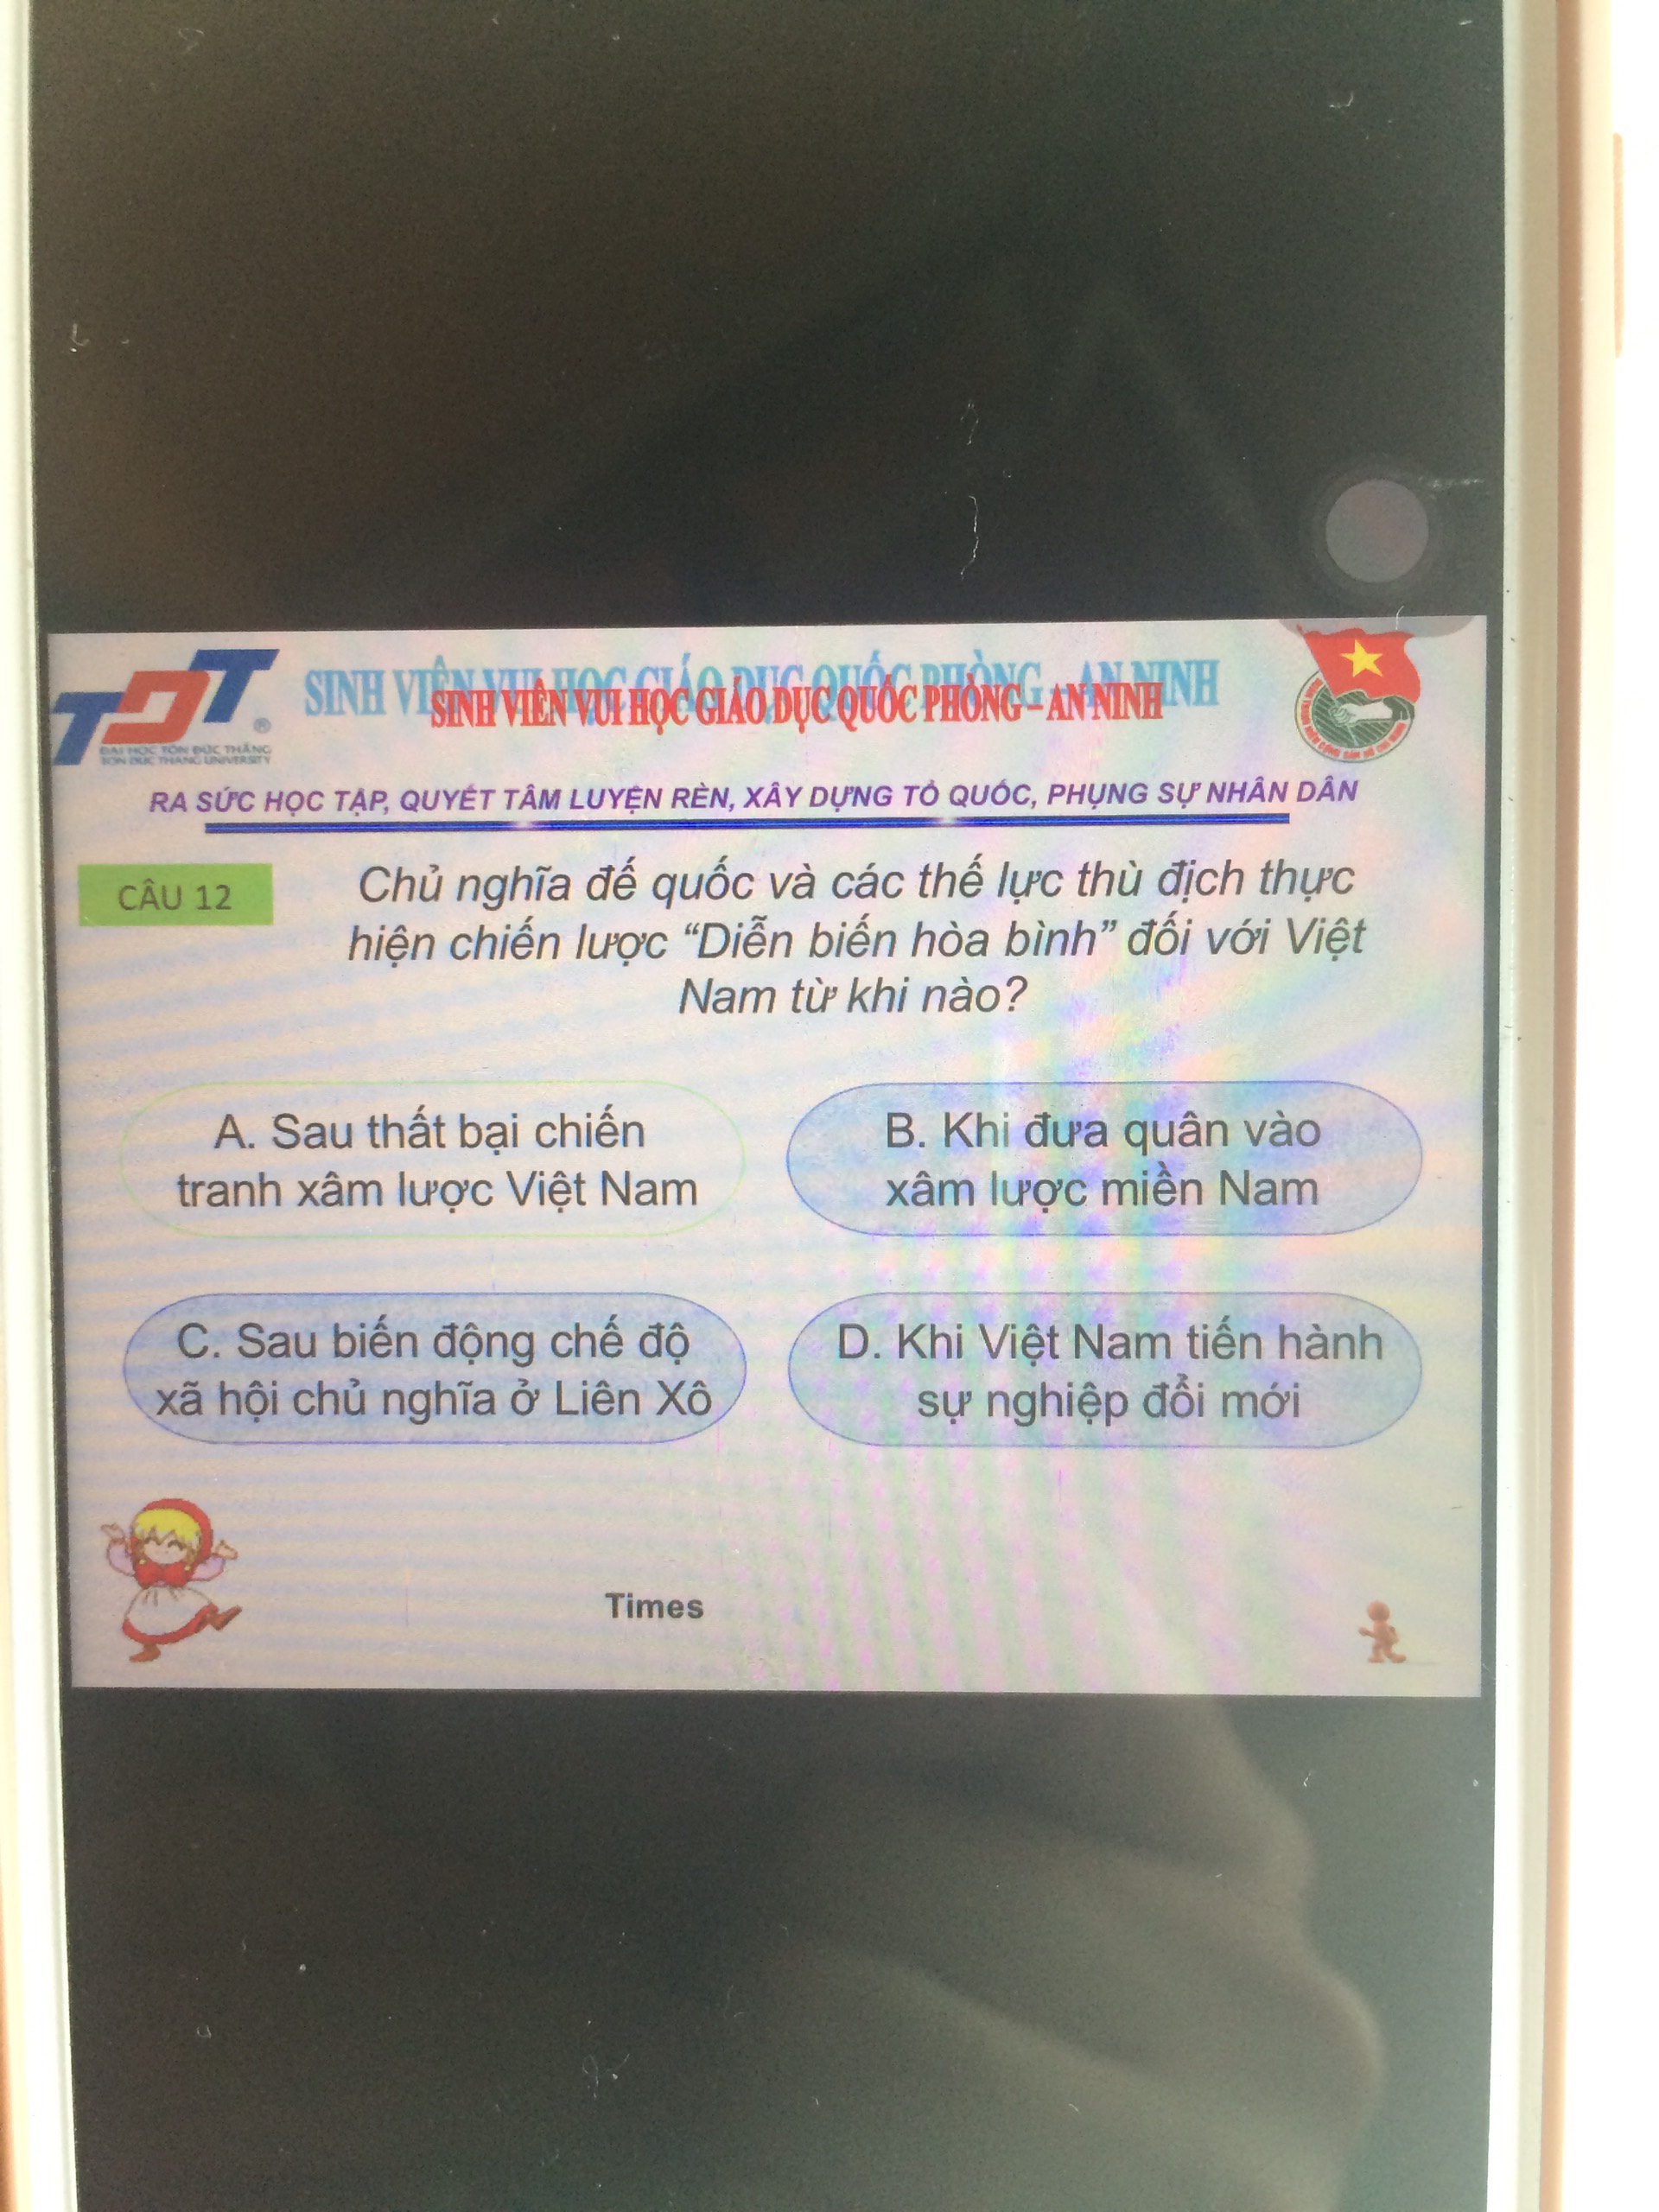 TDT ®
ĐẠI HỌC TÔN ĐỨC THẮNG
TON DUC THANG UNIVERSITY
SINH VIÊN VUI HỌC GIÁO DỤC QUỐC PHÒNG - AN NINH
SINH VIÊN VUI HỌC GIÁO DỤC QUỐC PHÒNG - AN NINH
RA SỨC HỌC TẬP, QUYẾT TÂM LUYỆN RÈN, XÂY DỰNG TỔ QUỐC, PHỤNG SỰ NHÂN DÂN
CÂU 12
Chủ nghĩa đế quốc và các thế lực thù địch thực
hiện chiến lược “Diễn biến hòa bình” đối với Việt
Nam từ khi nào?
A. Sau thất bại chiến
tranh xâm lược Việt Nam
B. Khi đưa quân vào
xâm lược miền Nam
C. Sau biến động chế độ
xã hội chủ nghĩa ở Liên Xô
D. Khi Việt Nam tiến hành
sự nghiệp đổi mới
Times